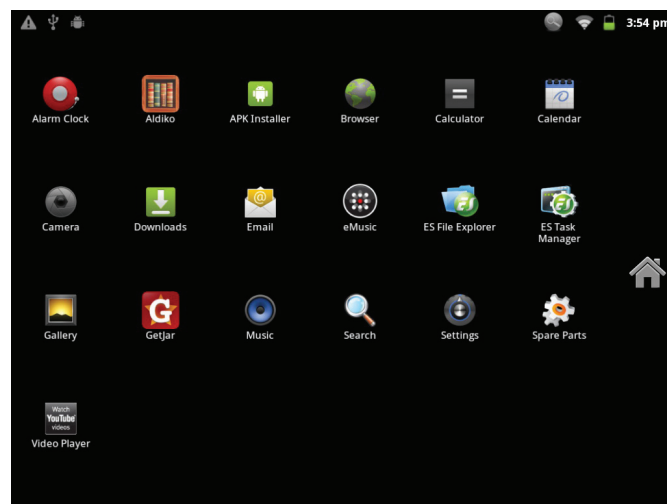 3:54 pm
Alarm Clock
Aldiko
APK Installer
Browser
Calculator
Calendar
Camera
Downloads
Email
eMusic
ES File Explorer
ES Task
Manager
Gallery
G
GetJar
Music
Search
Settings
Spare Parts
Watch
YouTube
videos
Video Player